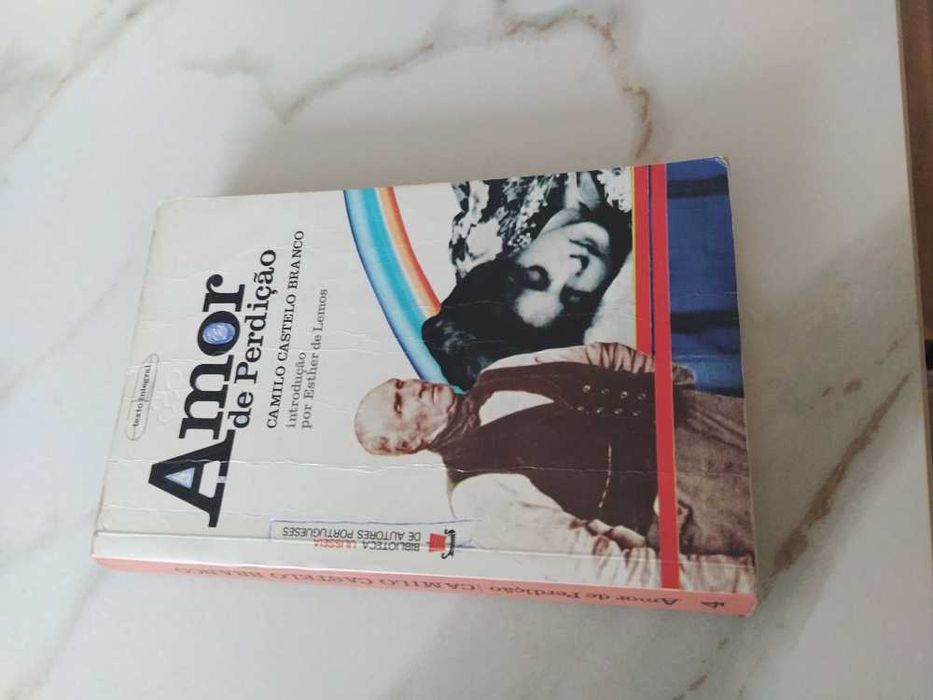 texto integral
Amor
de Perdição
CAMILO CASTELO BRANCO
introdução
por Esther de Lemos
BIBLIOTECA ULISSEIA
DE AUTORES PORTUGUESES
Amor de Perdição | CAMILO CASTELO BRANCO